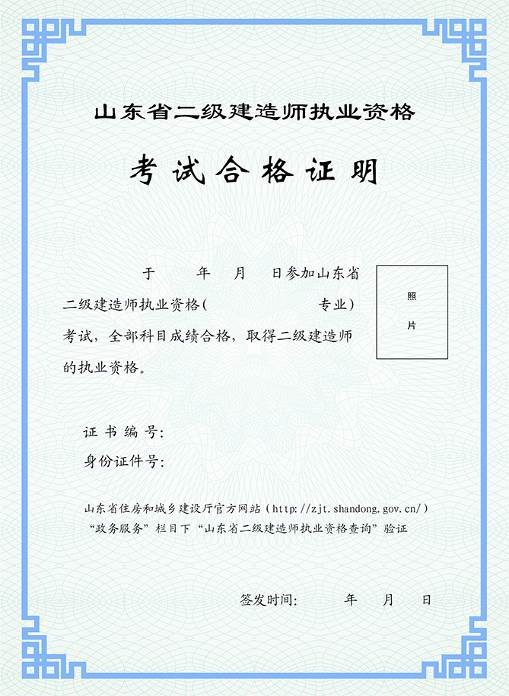 山东省二级建造师执业资格
考试合格证明
于 年 月 日参加山东省
二级建造师执业资格( 专业)
考试，全部科目成绩合格，取得二级建造师
的执业资格。
照
片
证书编号:
身份证件号:
山东省住房和城乡建设厅官方网站(http://zjt.shandong.gov.cn/)
“政务服务”栏目下“山东省二级建造师执业资格查询”验证
签发时间: 年 月 日